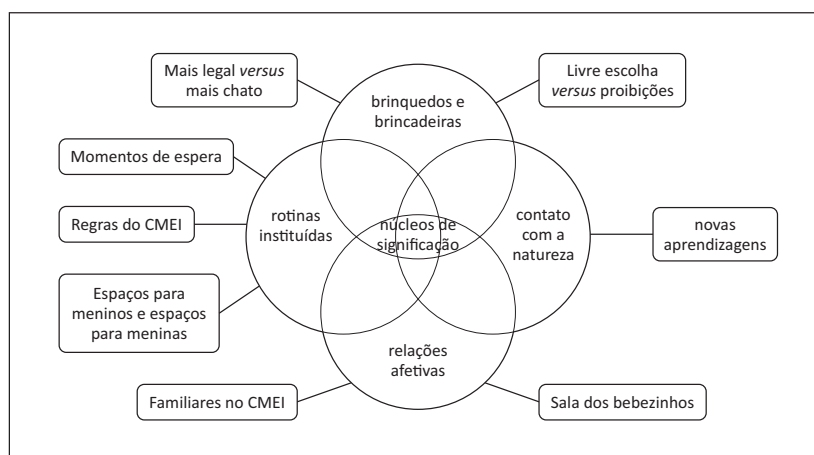 Mais legal versus
mais chato
Livre escolha
versus proibições
brinquedos e
brincadeiras
Momentos de espera
Regras do CMEI
rotinas
instituídas
núcleos de
significação
contato
com a
natureza
novas
aprendizagens
Espaços para
meninos e espaços
para meninas
relações
afetivas
Familiares no CMEI
Sala dos bebezinhos